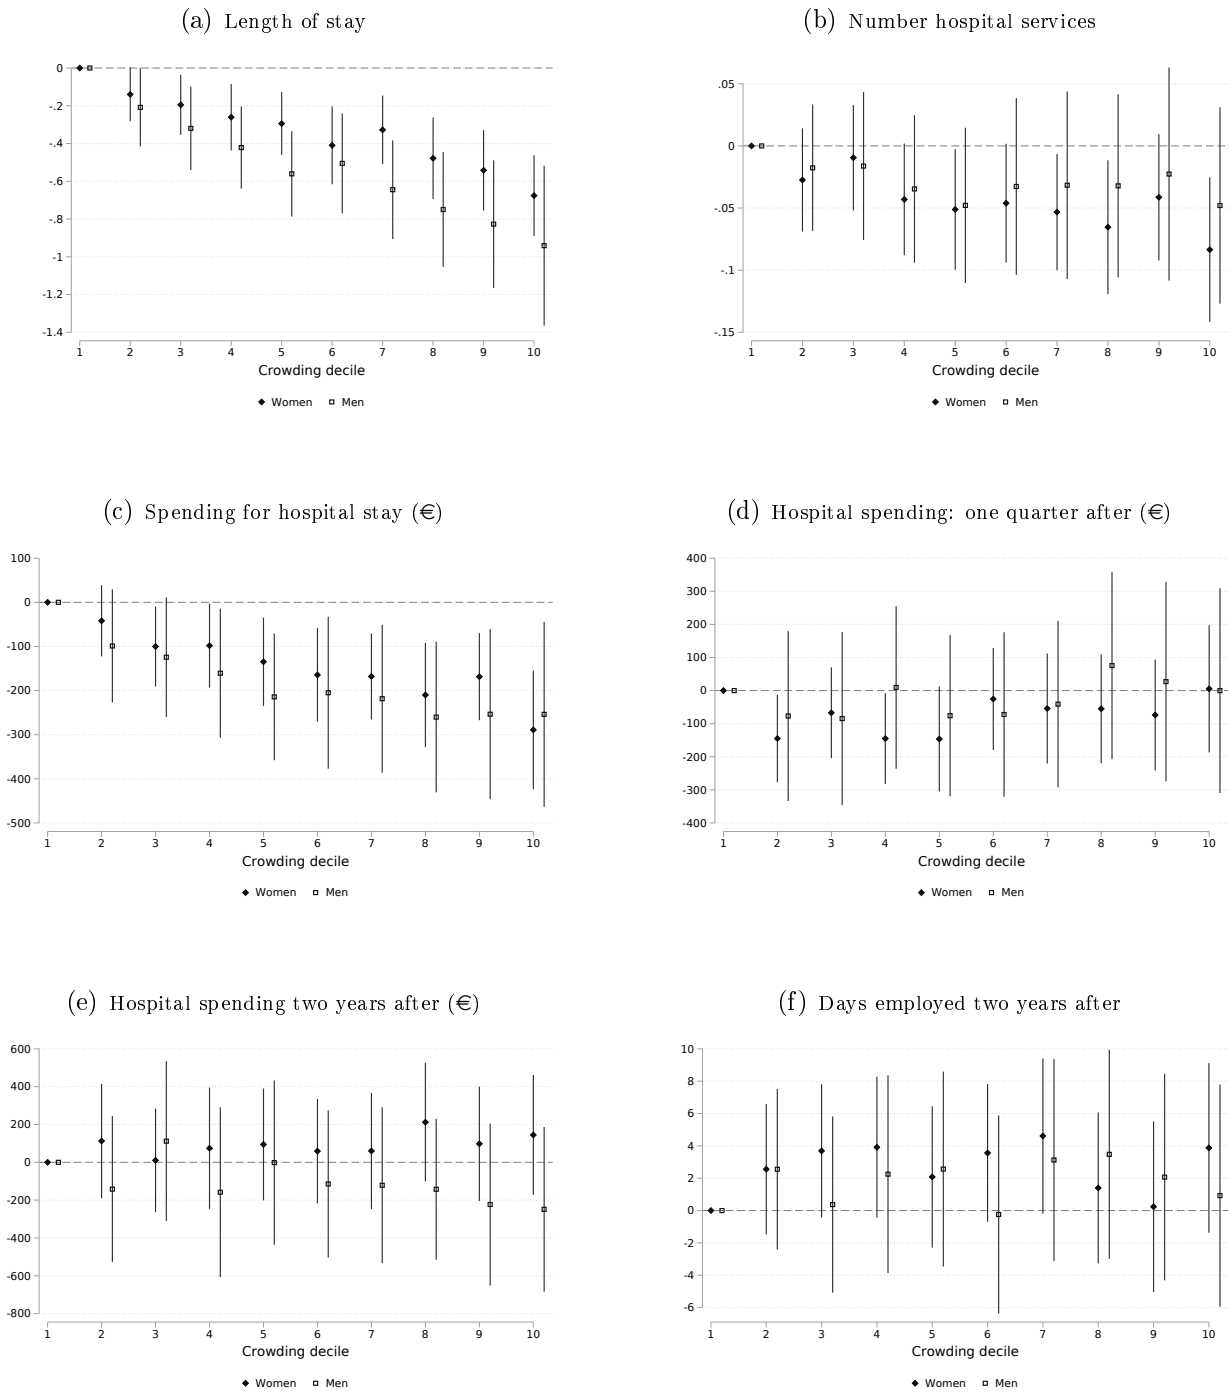 (a) Length of stay
0
-.2
-.4
-.6
-.8
-1
-1.2
-1.4
1 2 3 4 5 6 7 8 9 10
Crowding decile
Women Men
(b) Number hospital services
.05
0
-.05
-.1
-.15
1 2 3 4 5 6 7 8 9 10
Crowding decile
Women Men
(c) Spending for hospital stay (€)
100
0
-100
-200
-300
-400
-500
1 2 3 4 5 6 7 8 9 10
Crowding decile
Women Men
(d) Hospital spending: one quarter after (€)
400
300
200
100
0
-100
-200
-300
-400
1 2 3 4 5 6 7 8 9 10
Crowding decile
Women Men
(e) Hospital spending two years after (€)
600
400
200
0
-200
-400
-600
-800
1 2 3 4 5 6 7 8 9 10
Crowding decile
Women Men
(f) Days employed two years after
10
8
6
4
2
0
-2
-4
-6
1 2 3 4 5 6 7 8 9 10
Crowding decile
Women Men